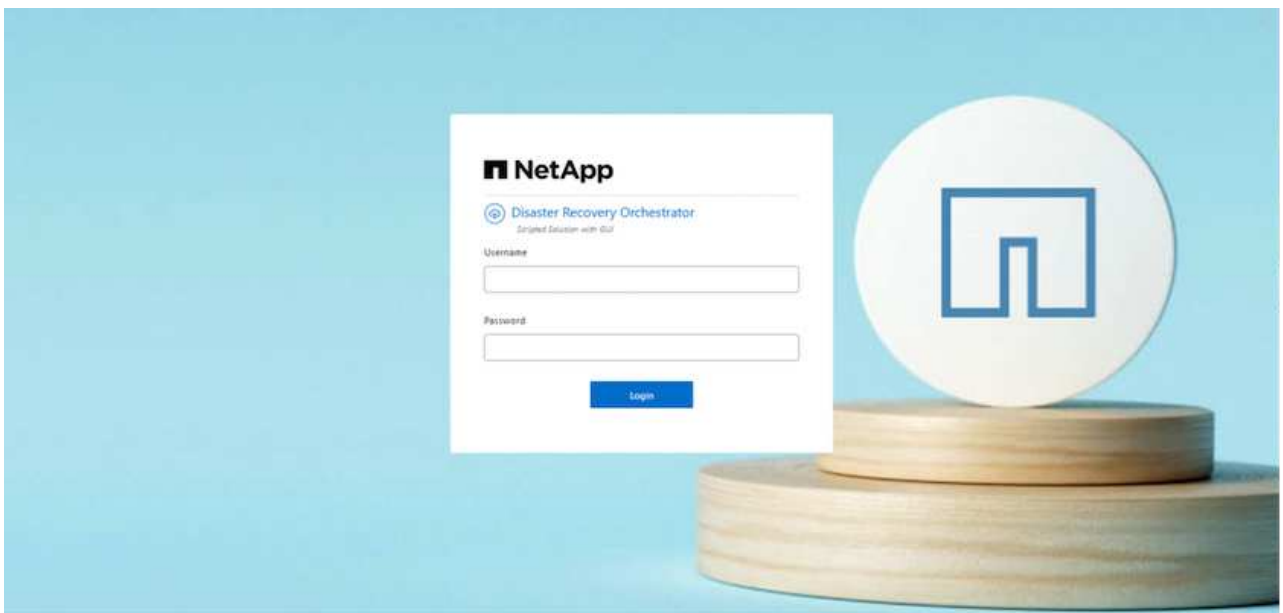 NetApp
Disaster Recovery Orchestrator
Scripted Solution with GUI
Username
Password
Login